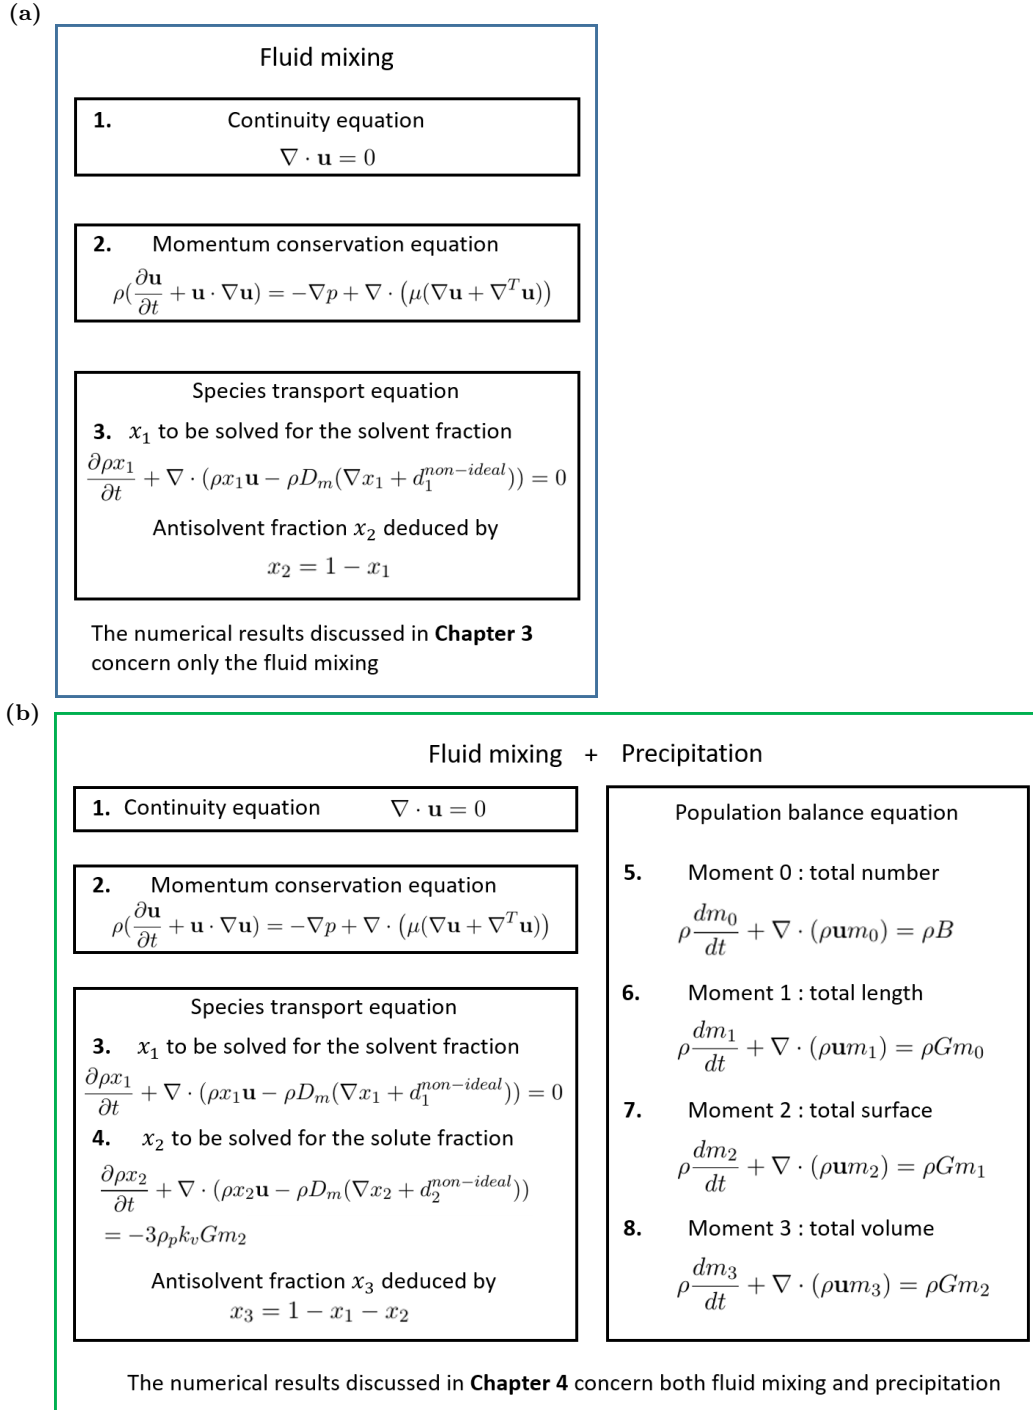 (a)
Fluid mixing
1. Continuity equation
∇ · u = 0
2. Momentum conservation equation
ρ(∂u/∂t + u · ∇u) = −∇p + ∇ · (μ(∇u + ∇ᵀu))
Species transport equation
3. x₁ to be solved for the solvent fraction
∂ρx₁/∂t + ∇ · (ρx₁u − ρDₘ(∇x₁ + d₁^{non−ideal})) = 0
Antisolvent fraction x₂ deduced by
x₂ = 1 − x₁
The numerical results discussed in Chapter 3
concern only the fluid mixing
(b)
Fluid mixing + Precipitation
1. Continuity equation ∇ · u = 0
2. Momentum conservation equation
ρ(∂u/∂t + u · ∇u) = −∇p + ∇ · (μ(∇u + ∇ᵀu))
Species transport equation
3. x₁ to be solved for the solvent fraction
∂ρx₁/∂t + ∇ · (ρx₁u − ρDₘ(∇x₁ + d₁^{non−ideal})) = 0
4. x₂ to be solved for the solute fraction
∂ρx₂/∂t + ∇ · (ρx₂u − ρDₘ(∇x₂ + d₂^{non−ideal}))
= −3ρₚkᵥGm₂
Antisolvent fraction x₃ deduced by
x₃ = 1 − x₁ − x₂
Population balance equation
5. Moment 0 : total number
ρ dm₀/dt + ∇ · (ρum₀) = ρB
6. Moment 1 : total length
ρ dm₁/dt + ∇ · (ρum₁) = ρGm₀
7. Moment 2 : total surface
ρ dm₂/dt + ∇ · (ρum₂) = ρGm₁
8. Moment 3 : total volume
ρ dm₃/dt + ∇ · (ρum₃) = ρGm₂
The numerical results discussed in Chapter 4 concern both fluid mixing and precipitation